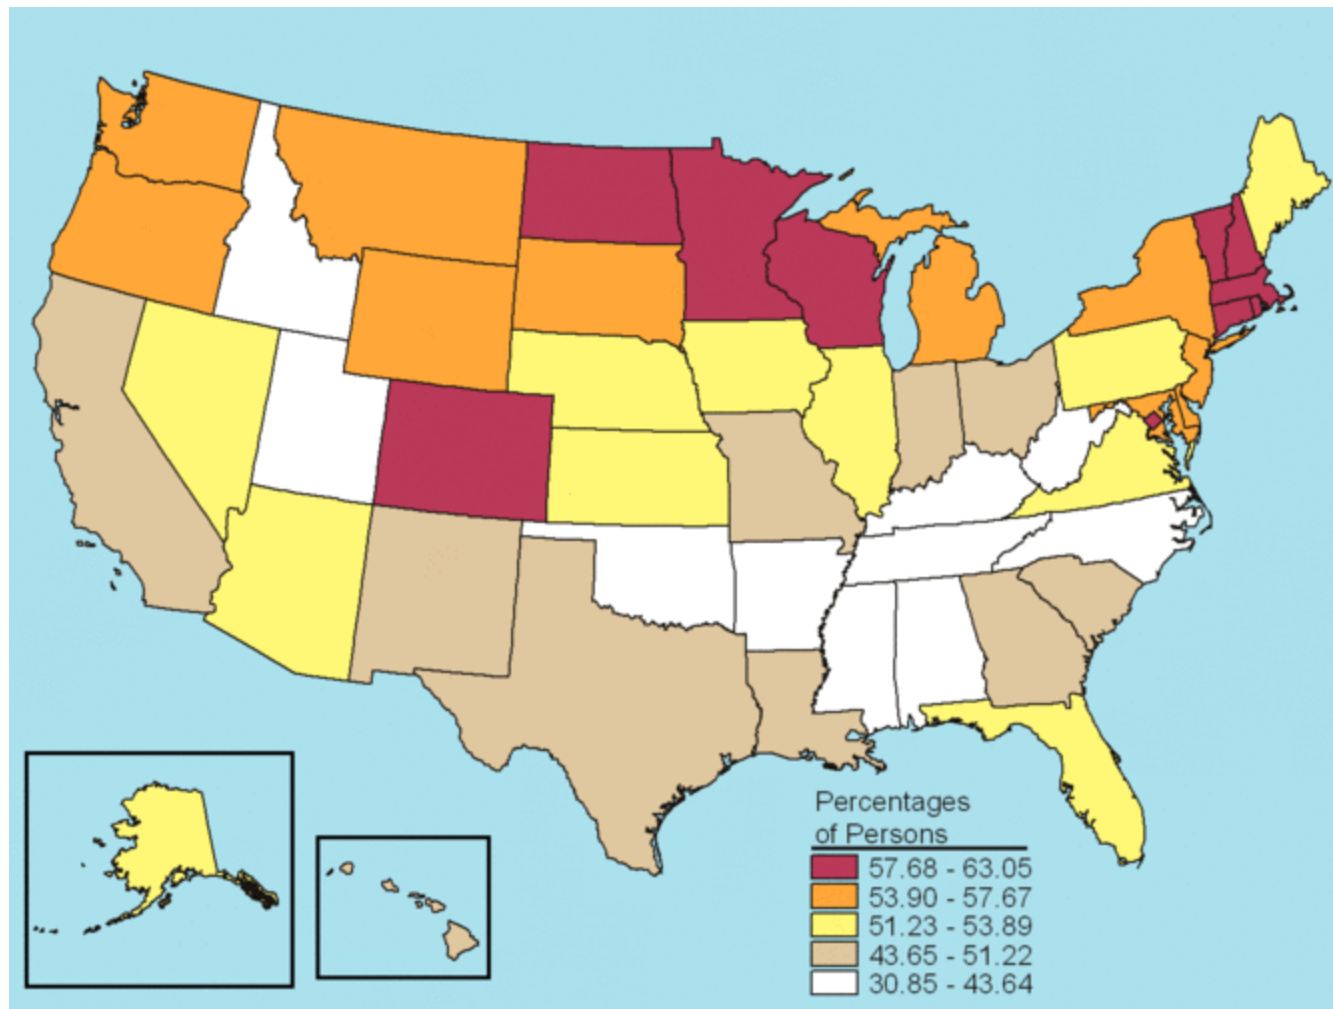 Percentages
of Persons
57.68 - 63.05
53.90 - 57.67
51.23 - 53.89
43.65 - 51.22
30.85 - 43.64